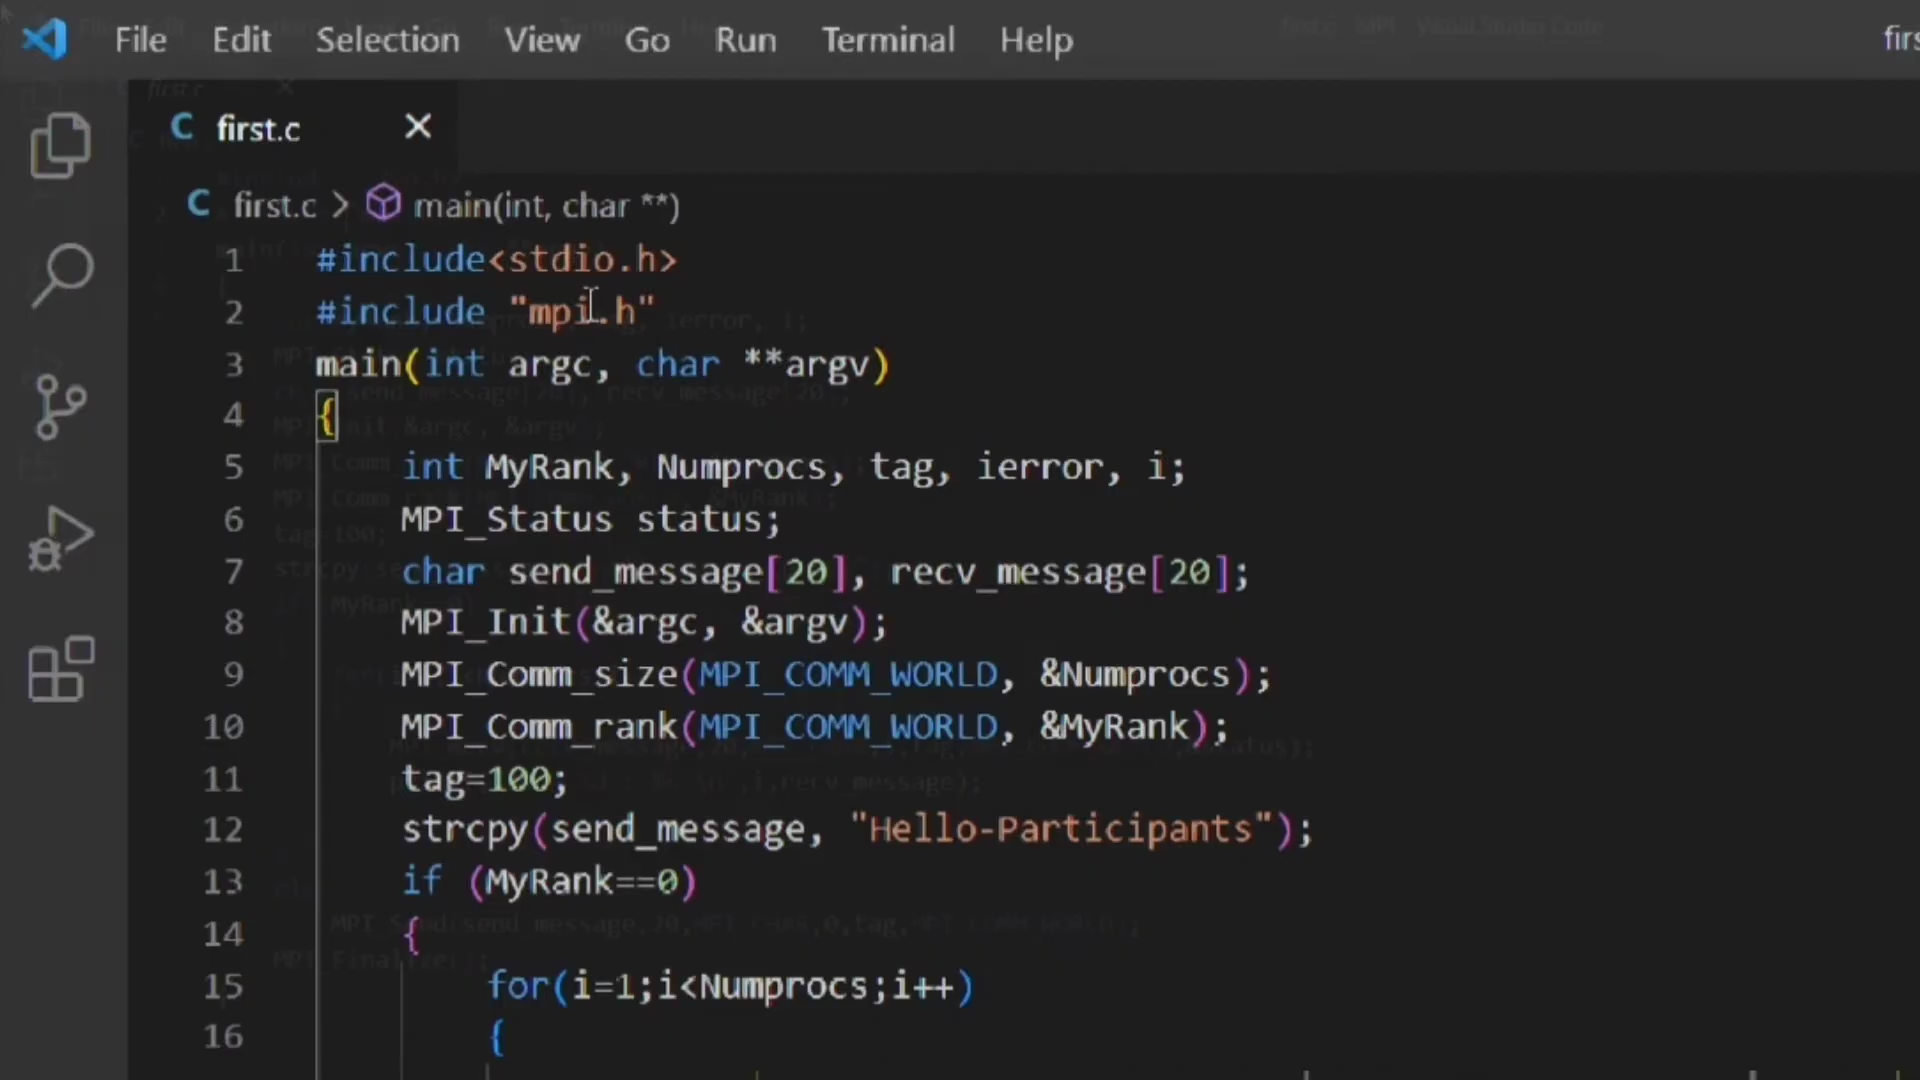 File Edit Selection View Go Run Terminal Help
first.c
first.c > main(int, char **)
1 #include<stdio.h>
2 #include "mpi.h"
3 main(int argc, char **argv)
4 {
5 int MyRank, Numprocs, tag, ierror, i;
6 MPI_Status status;
7 char send_message[20], recv_message[20];
8 MPI_Init(&argc, &argv);
9 MPI_Comm_size(MPI_COMM_WORLD, &Numprocs);
10 MPI_Comm_rank(MPI_COMM_WORLD, &MyRank);
11 tag=100;
12 strcpy(send_message, "Hello-Participants");
13 if (MyRank==0)
14 {
15 for(i=1;i<Numprocs;i++)
16 {